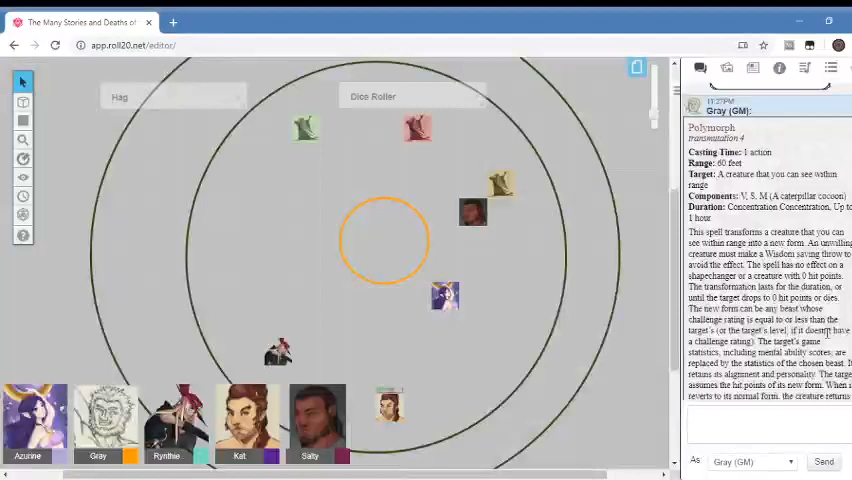 The Many Stories and Deaths of
app.roll20.net/editor/
Hag
Dice Roller
Azurine
Gray
Rynthie
Kat
Salty
11:27PM
Gray (GM):
Polymorph
transmutation 4
Casting Time: 1 action
Range: 60 feet
Target: A creature that you can see within
range
Components: V, S, M (A caterpillar cocoon)
Duration: Concentration Concentration, Up to
1 hour
This spell transforms a creature that you can
see within range into a new form. An unwilling
creature must make a Wisdom saving throw to
avoid the effect. The spell has no effect on a
shapechanger or a creature with 0 hit points.
The transformation lasts for the duration, or
until the target drops to 0 hit points or dies.
The new form can be any beast whose
challenge rating is equal to or less than the
target's (or the target's level, if it doesn't have
a challenge rating). The target's game
statistics, including mental ability scores, are
replaced by the statistics of the chosen beast. It
retains its alignment and personality. The target
assumes the hit points of its new form. When it
reverts to its normal form, the creature returns
As:
Gray (GM)
Send